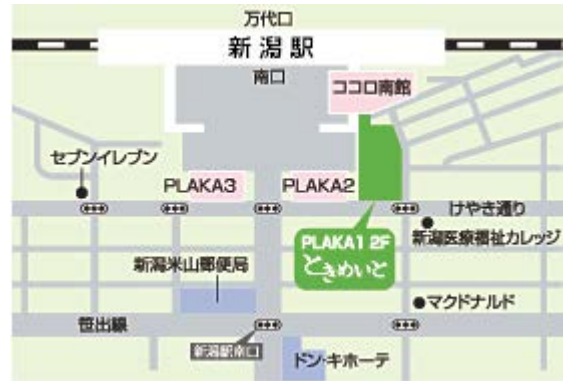 万代口
新潟駅
南口
ココロ南館
セブンイレブン
PLAKA3
PLAKA2
けやき通り
新潟医療福祉カレッジ
PLAKA1 2F
ときめいと
新潟米山郵便局
マクドナルド
笹出線
新潟駅南口
ドン・キホーテ